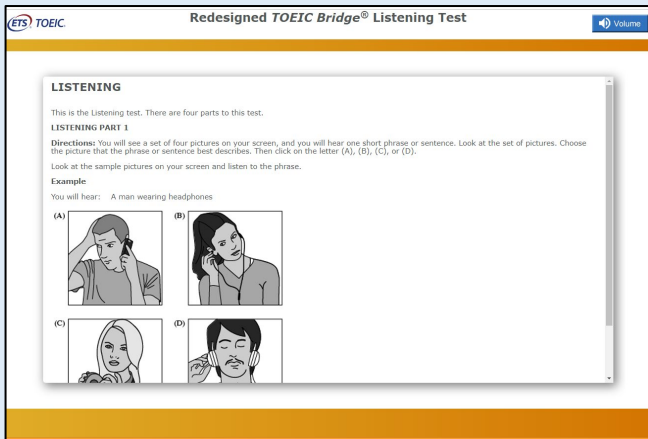 ETS TOEIC.
Redesigned TOEIC Bridge® Listening Test
Volume
LISTENING
This is the Listening test. There are four parts to this test.
LISTENING PART 1
Directions: You will see a set of four pictures on your screen, and you will hear one short phrase or sentence. Look at the set of pictures. Choose
the picture that the phrase or sentence best describes. Then click on the letter (A), (B), (C), or (D).
Look at the sample pictures on your screen and listen to the phrase.
Example
You will hear: A man wearing headphones
(A) (B)
(C) (D)